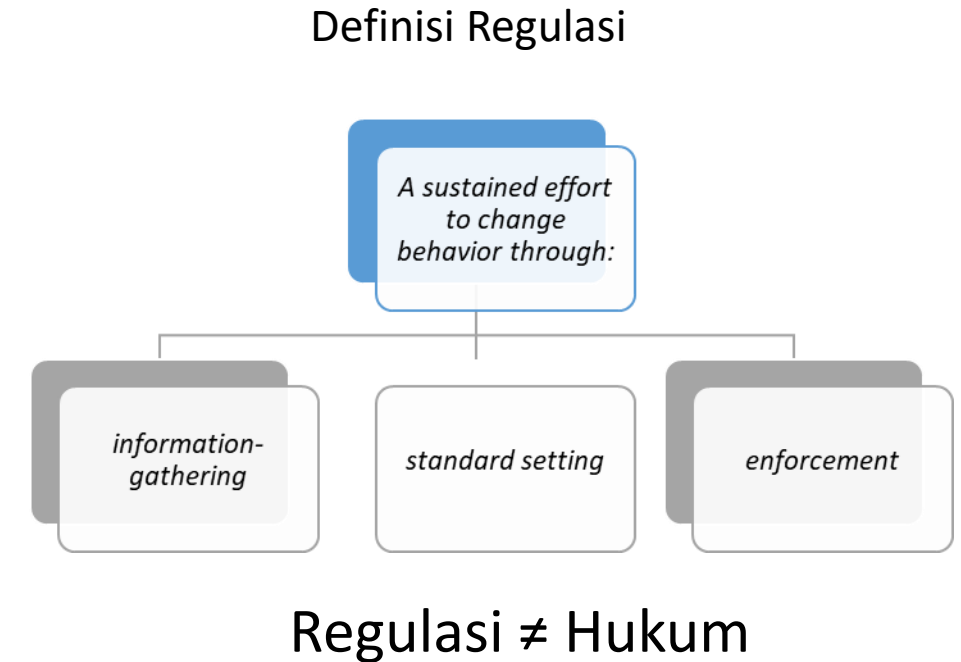 Definisi Regulasi
A sustained effort
to change
behavior through:
information-
gathering
standard setting
enforcement
Regulasi ≠ Hukum